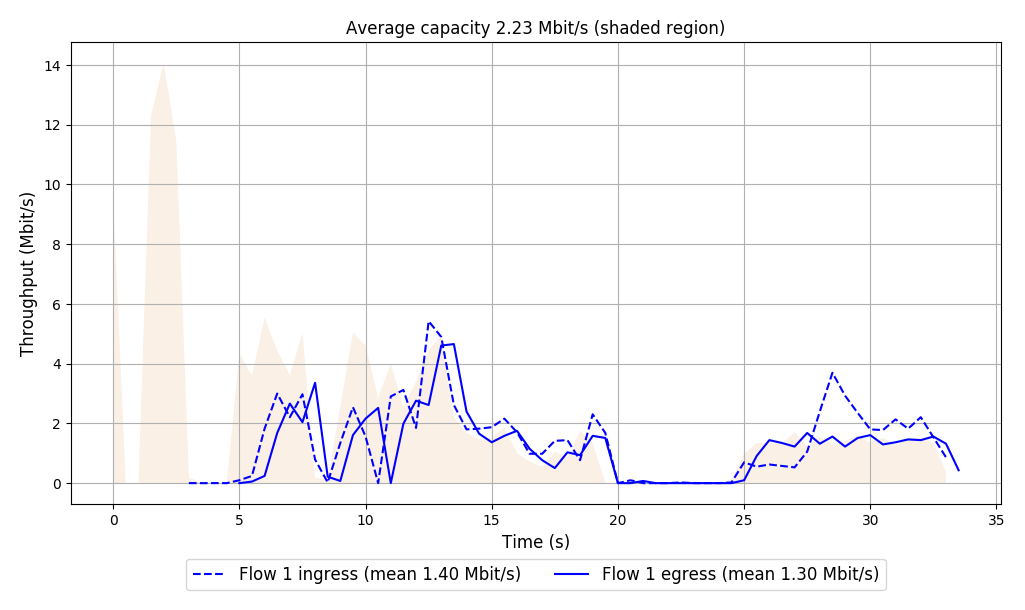 Average capacity 2.23 Mbit/s (shaded region)
14
12
10
8
6
4
2
0
Throughput (Mbit/s)
0 5 10 15 20 25 30 35
Time (s)
Flow 1 ingress (mean 1.40 Mbit/s) Flow 1 egress (mean 1.30 Mbit/s)